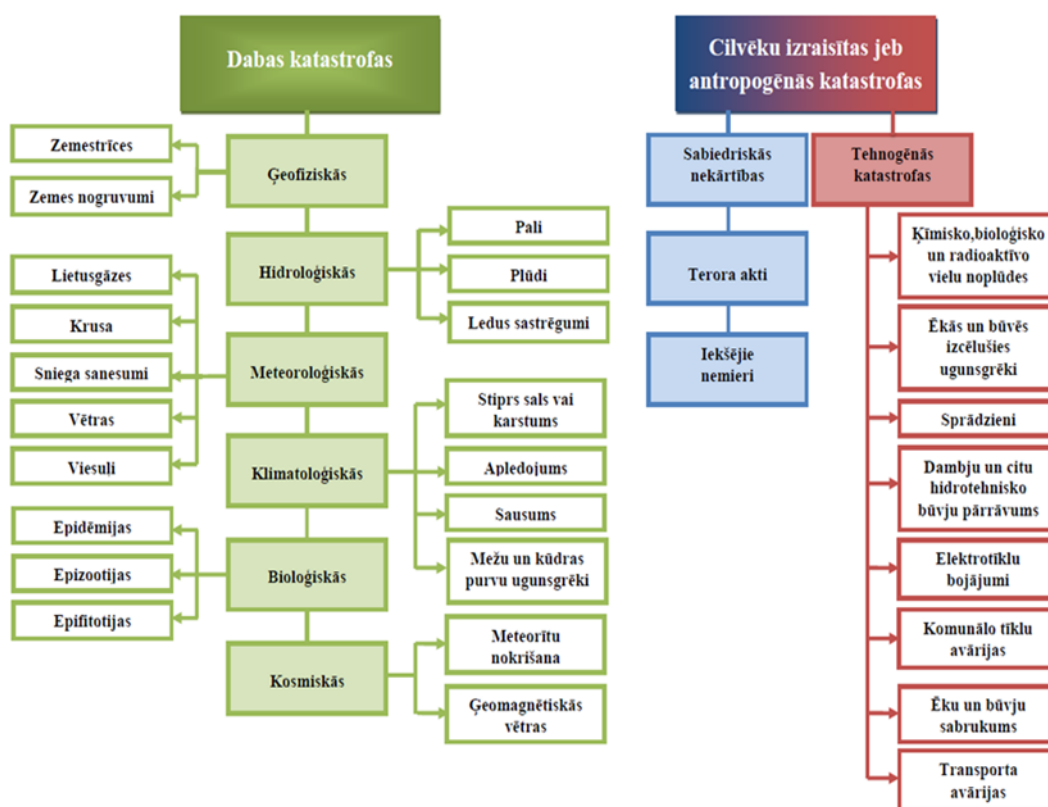 Dabas katastrofas
Zemestrīces
Zemes nogruvumi
Ģeofiziskās
Hidroloģiskās
Pali
Plūdi
Ledus sastrēgumi
Lietusgāzes
Krusa
Sniega sanesumi
Vētras
Viesuļi
Meteoroloģiskās
Klimatoloģiskās
Stiprs sals vai
karstums
Apledojums
Sausums
Mežu un kūdras
purvu ugunsgrēki
Epidēmijas
Epizootijas
Epifitotijas
Bioloģiskās
Kosmiskās
Meteorītu
nokrišana
Ģeomagnētiskās
vētras
Cilvēku izraisītas jeb
antropogēnās katastrofas
Sabiedriskās
nekārtības
Terora akti
Iekšējie
nemieri
Tehnogēnās
katastrofas
Ķīmisko,bioloģisko
un radioaktīvo
vielu noplūdes
Ēkās un būvēs
izcēlušies
ugunsgrēki
Sprādzieni
Dambju un citu
hidrotehnisko
būvju pārrāvums
Elektrotīklu
bojājumi
Komunālo tīklu
avārijas
Ēku un būvju
sabrukums
Transporta
avārijas